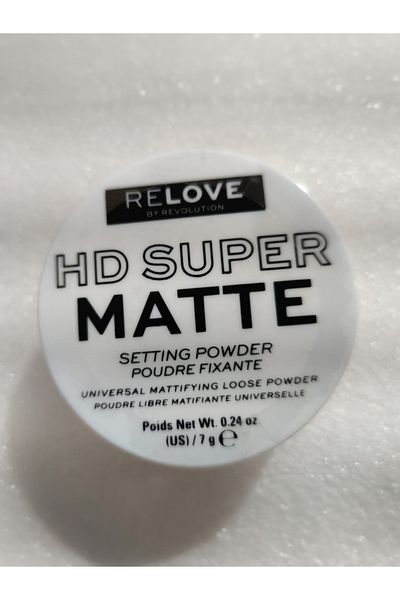 RELOVE
BY REVOLUTION
HD SUPER
MATTE
SETTING POWDER
POUDRE FIXANTE
UNIVERSAL MATTIFYING LOOSE POWDER
POUDRE LIBRE MATIFIANTE UNIVERSELLE
Poids Net Wt. 0.24 oz
(US) / 7 g ℮